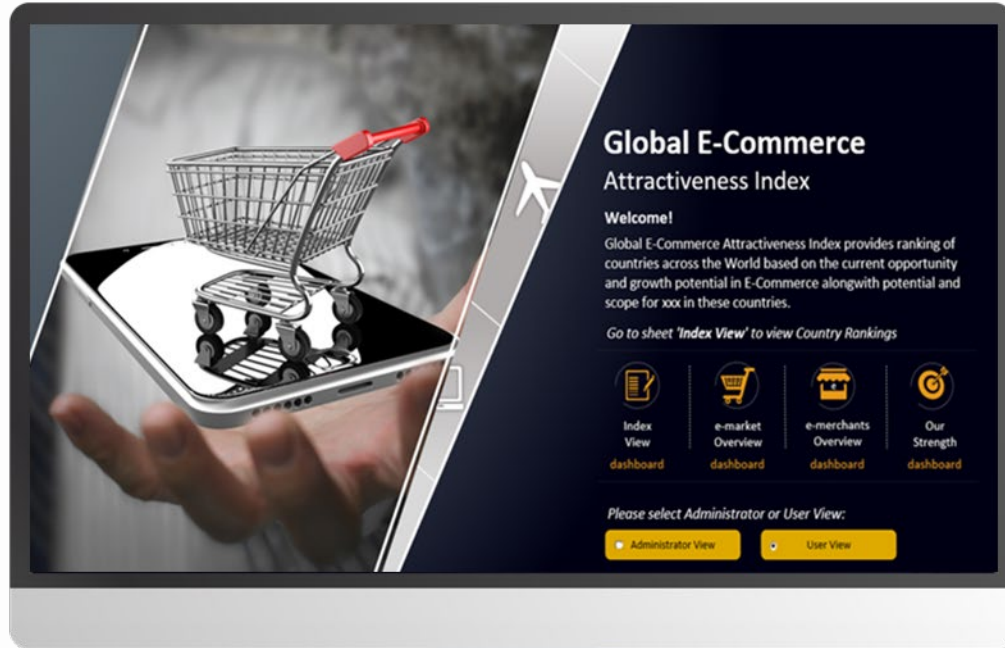 Global E-Commerce
Attractiveness Index
Welcome!
Global E-Commerce Attractiveness Index provides ranking of
countries across the World based on the current opportunity
and growth potential in E-Commerce alongwith potential and
scope for xxx in these countries.
Go to sheet 'Index View' to view Country Rankings
Index
View
dashboard
e-market
Overview
dashboard
e-merchants
Overview
dashboard
Our
Strength
dashboard
Please select Administrator or User View:
Administrator View
User View